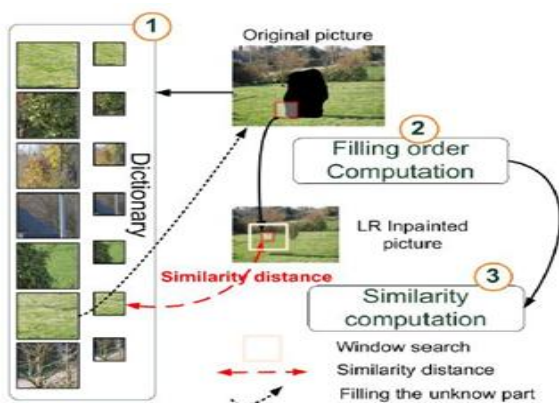 1
Original picture
Dictionary
2
Filling order
Computation
LR Inpainted
picture
Similarity distance
3
Similarity
computation
Window search
Similarity distance
Filling the unknow part